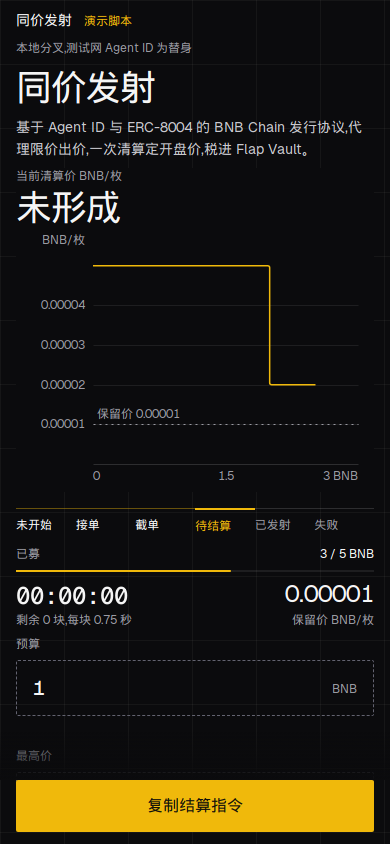 同价发射 演示脚本
本地分叉,测试网 Agent ID 为替身
同价发射
基于 Agent ID 与 ERC-8004 的 BNB Chain 发行协议,代
理限价出价,一次清算定开盘价,税进 Flap Vault。
当前清算价 BNB/枚
未形成
BNB/枚
0.00004
0.00003
0.00002
保留价 0.00001
0.00001
0 1.5 3 BNB
未开始 接单 截单 待结算 已发射 失败
已募 3 / 5 BNB
00:00:00 0.00001
剩余 0 块,每块 0.75 秒 保留价 BNB/枚
预算
1 BNB
最高价
复制结算指令